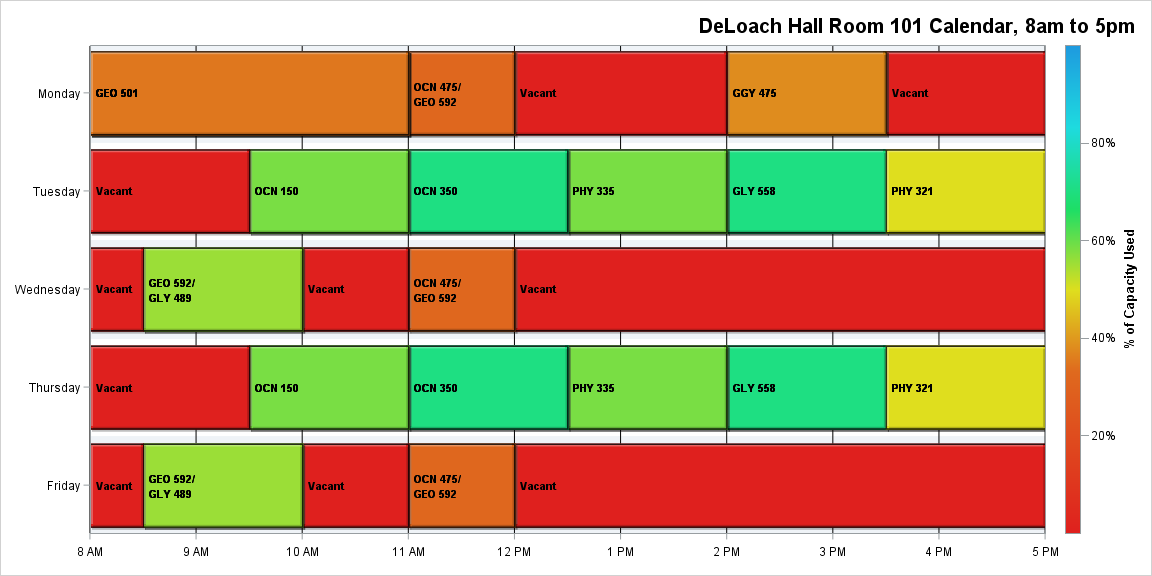 DeLoach Hall Room 101 Calendar, 8am to 5pm
Monday
GEO 501
OCN 475/
GEO 592
Vacant
GGY 475
Vacant
Tuesday
Vacant
OCN 150
OCN 350
PHY 335
GLY 558
PHY 321
Wednesday
Vacant
GEO 592/
GLY 489
Vacant
OCN 475/
GEO 592
Vacant
Thursday
Vacant
OCN 150
OCN 350
PHY 335
GLY 558
PHY 321
Friday
Vacant
GEO 592/
GLY 489
Vacant
OCN 475/
GEO 592
Vacant
8 AM
9 AM
10 AM
11 AM
12 PM
1 PM
2 PM
3 PM
4 PM
5 PM
80%
60%
40%
20%
% of Capacity Used